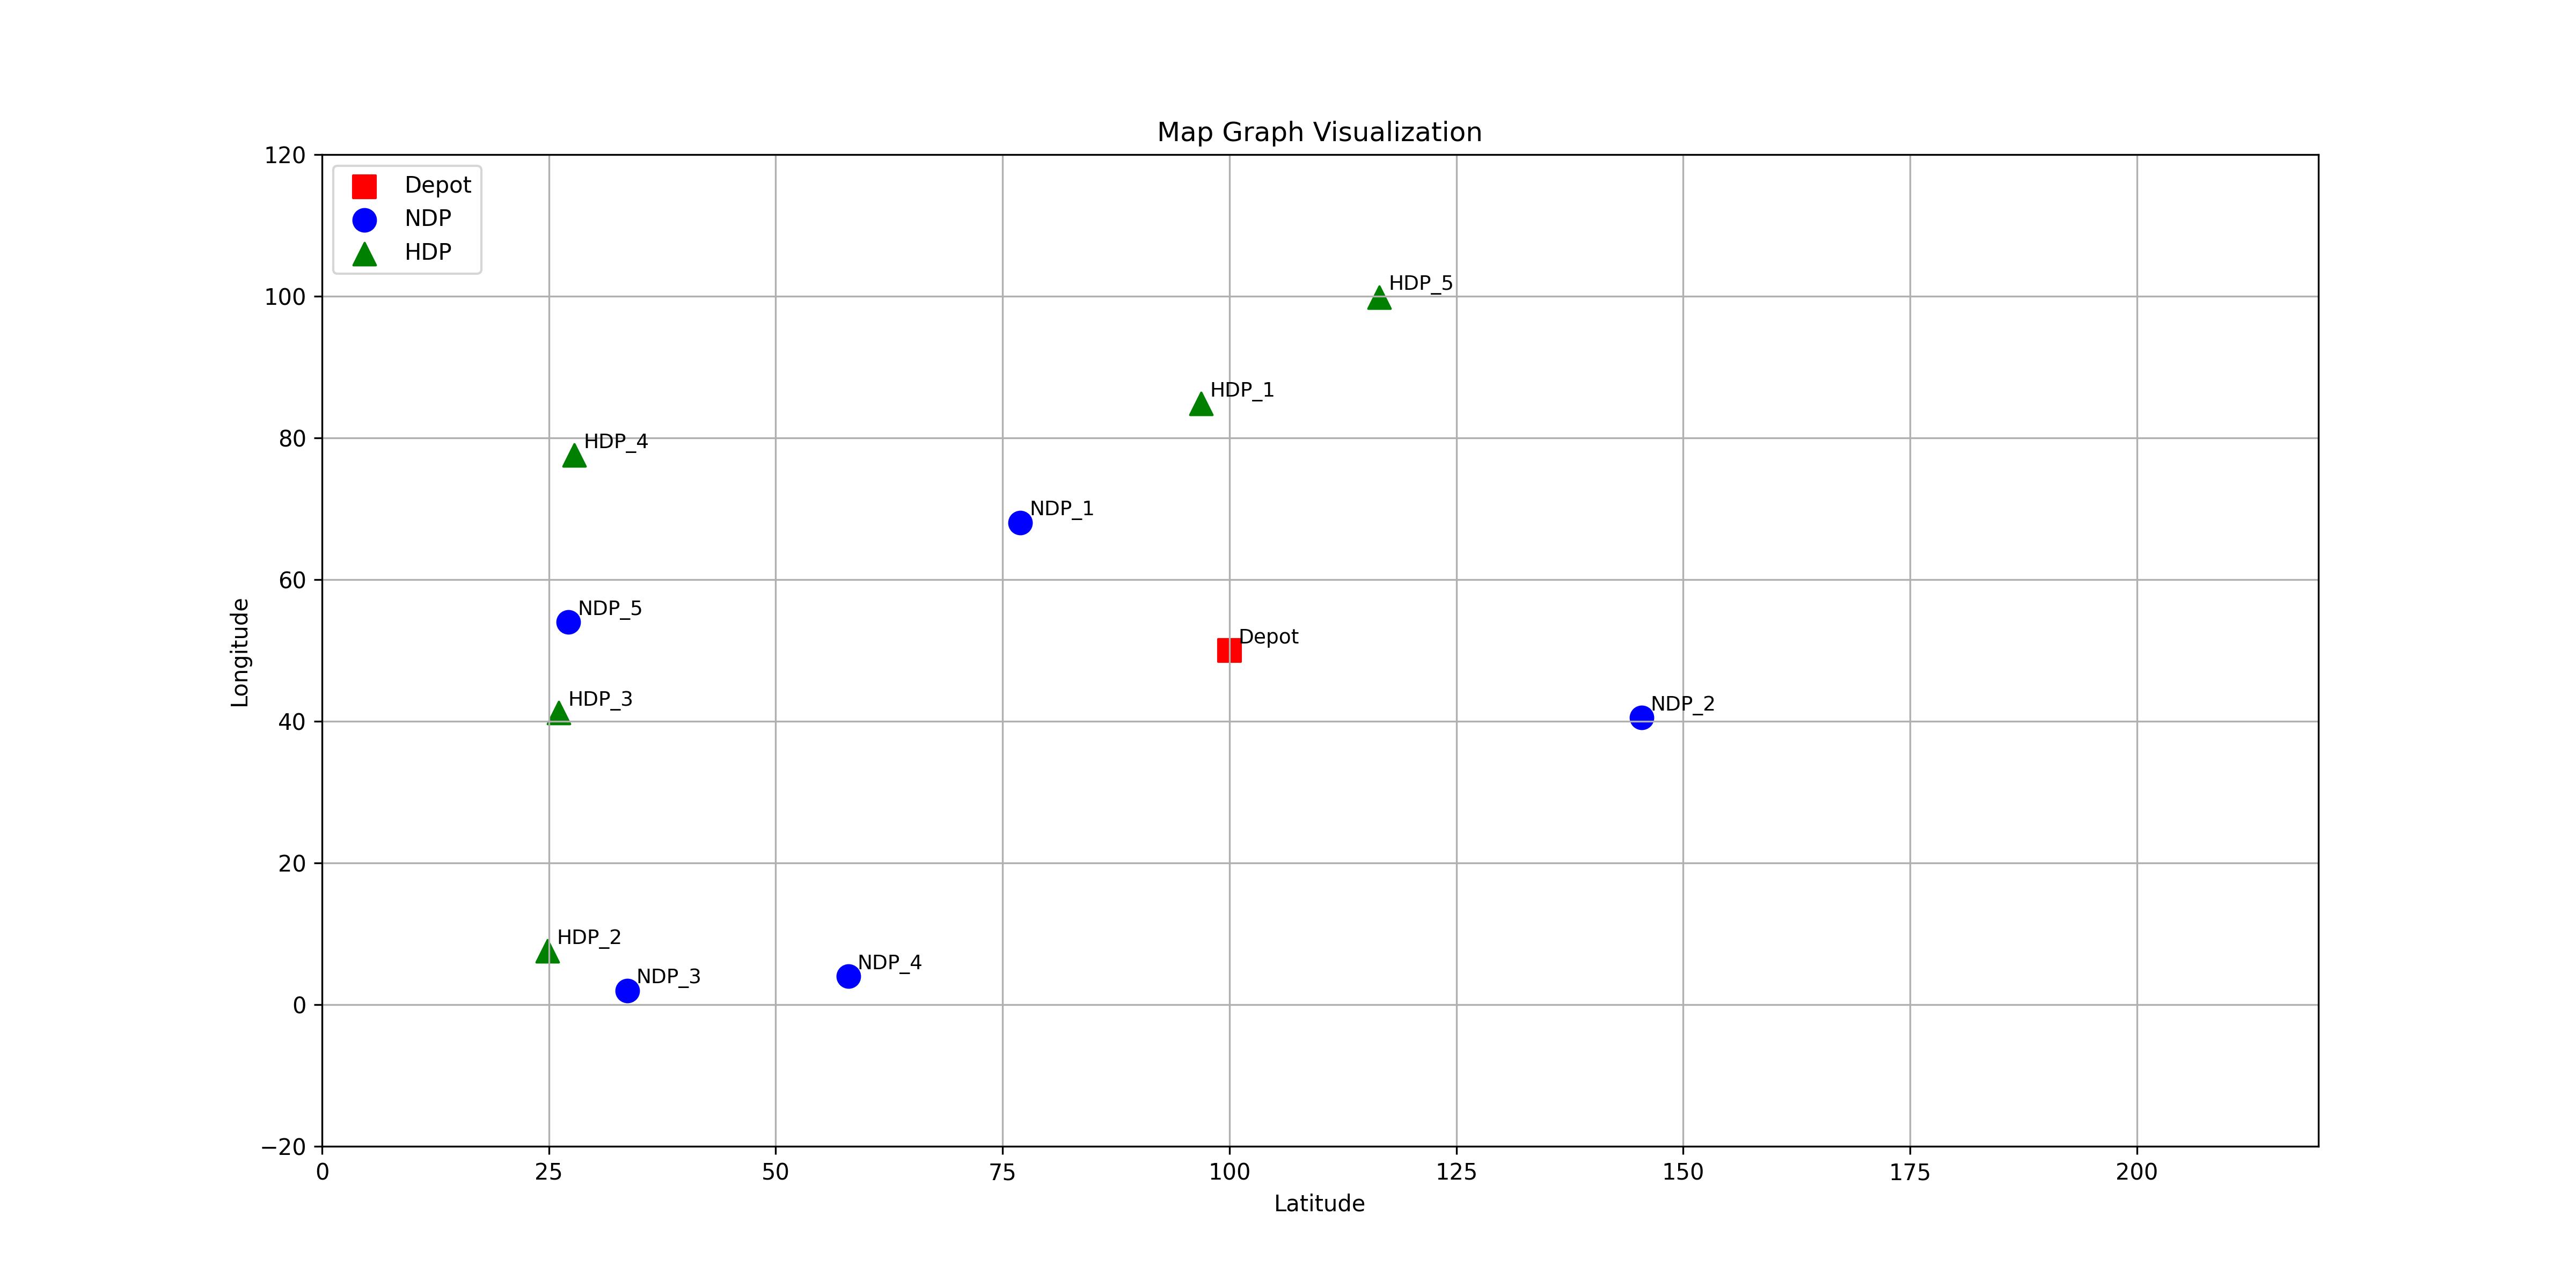 Map Graph Visualization
120
100
80
60
40
20
0
−20
Longitude
Depot
NDP
HDP
HDP_5
HDP_1
HDP_4
NDP_1
NDP_5
Depot
HDP_3
NDP_2
HDP_2
NDP_4
NDP_3
0 25 50 75 100 125 150 175 200
Latitude